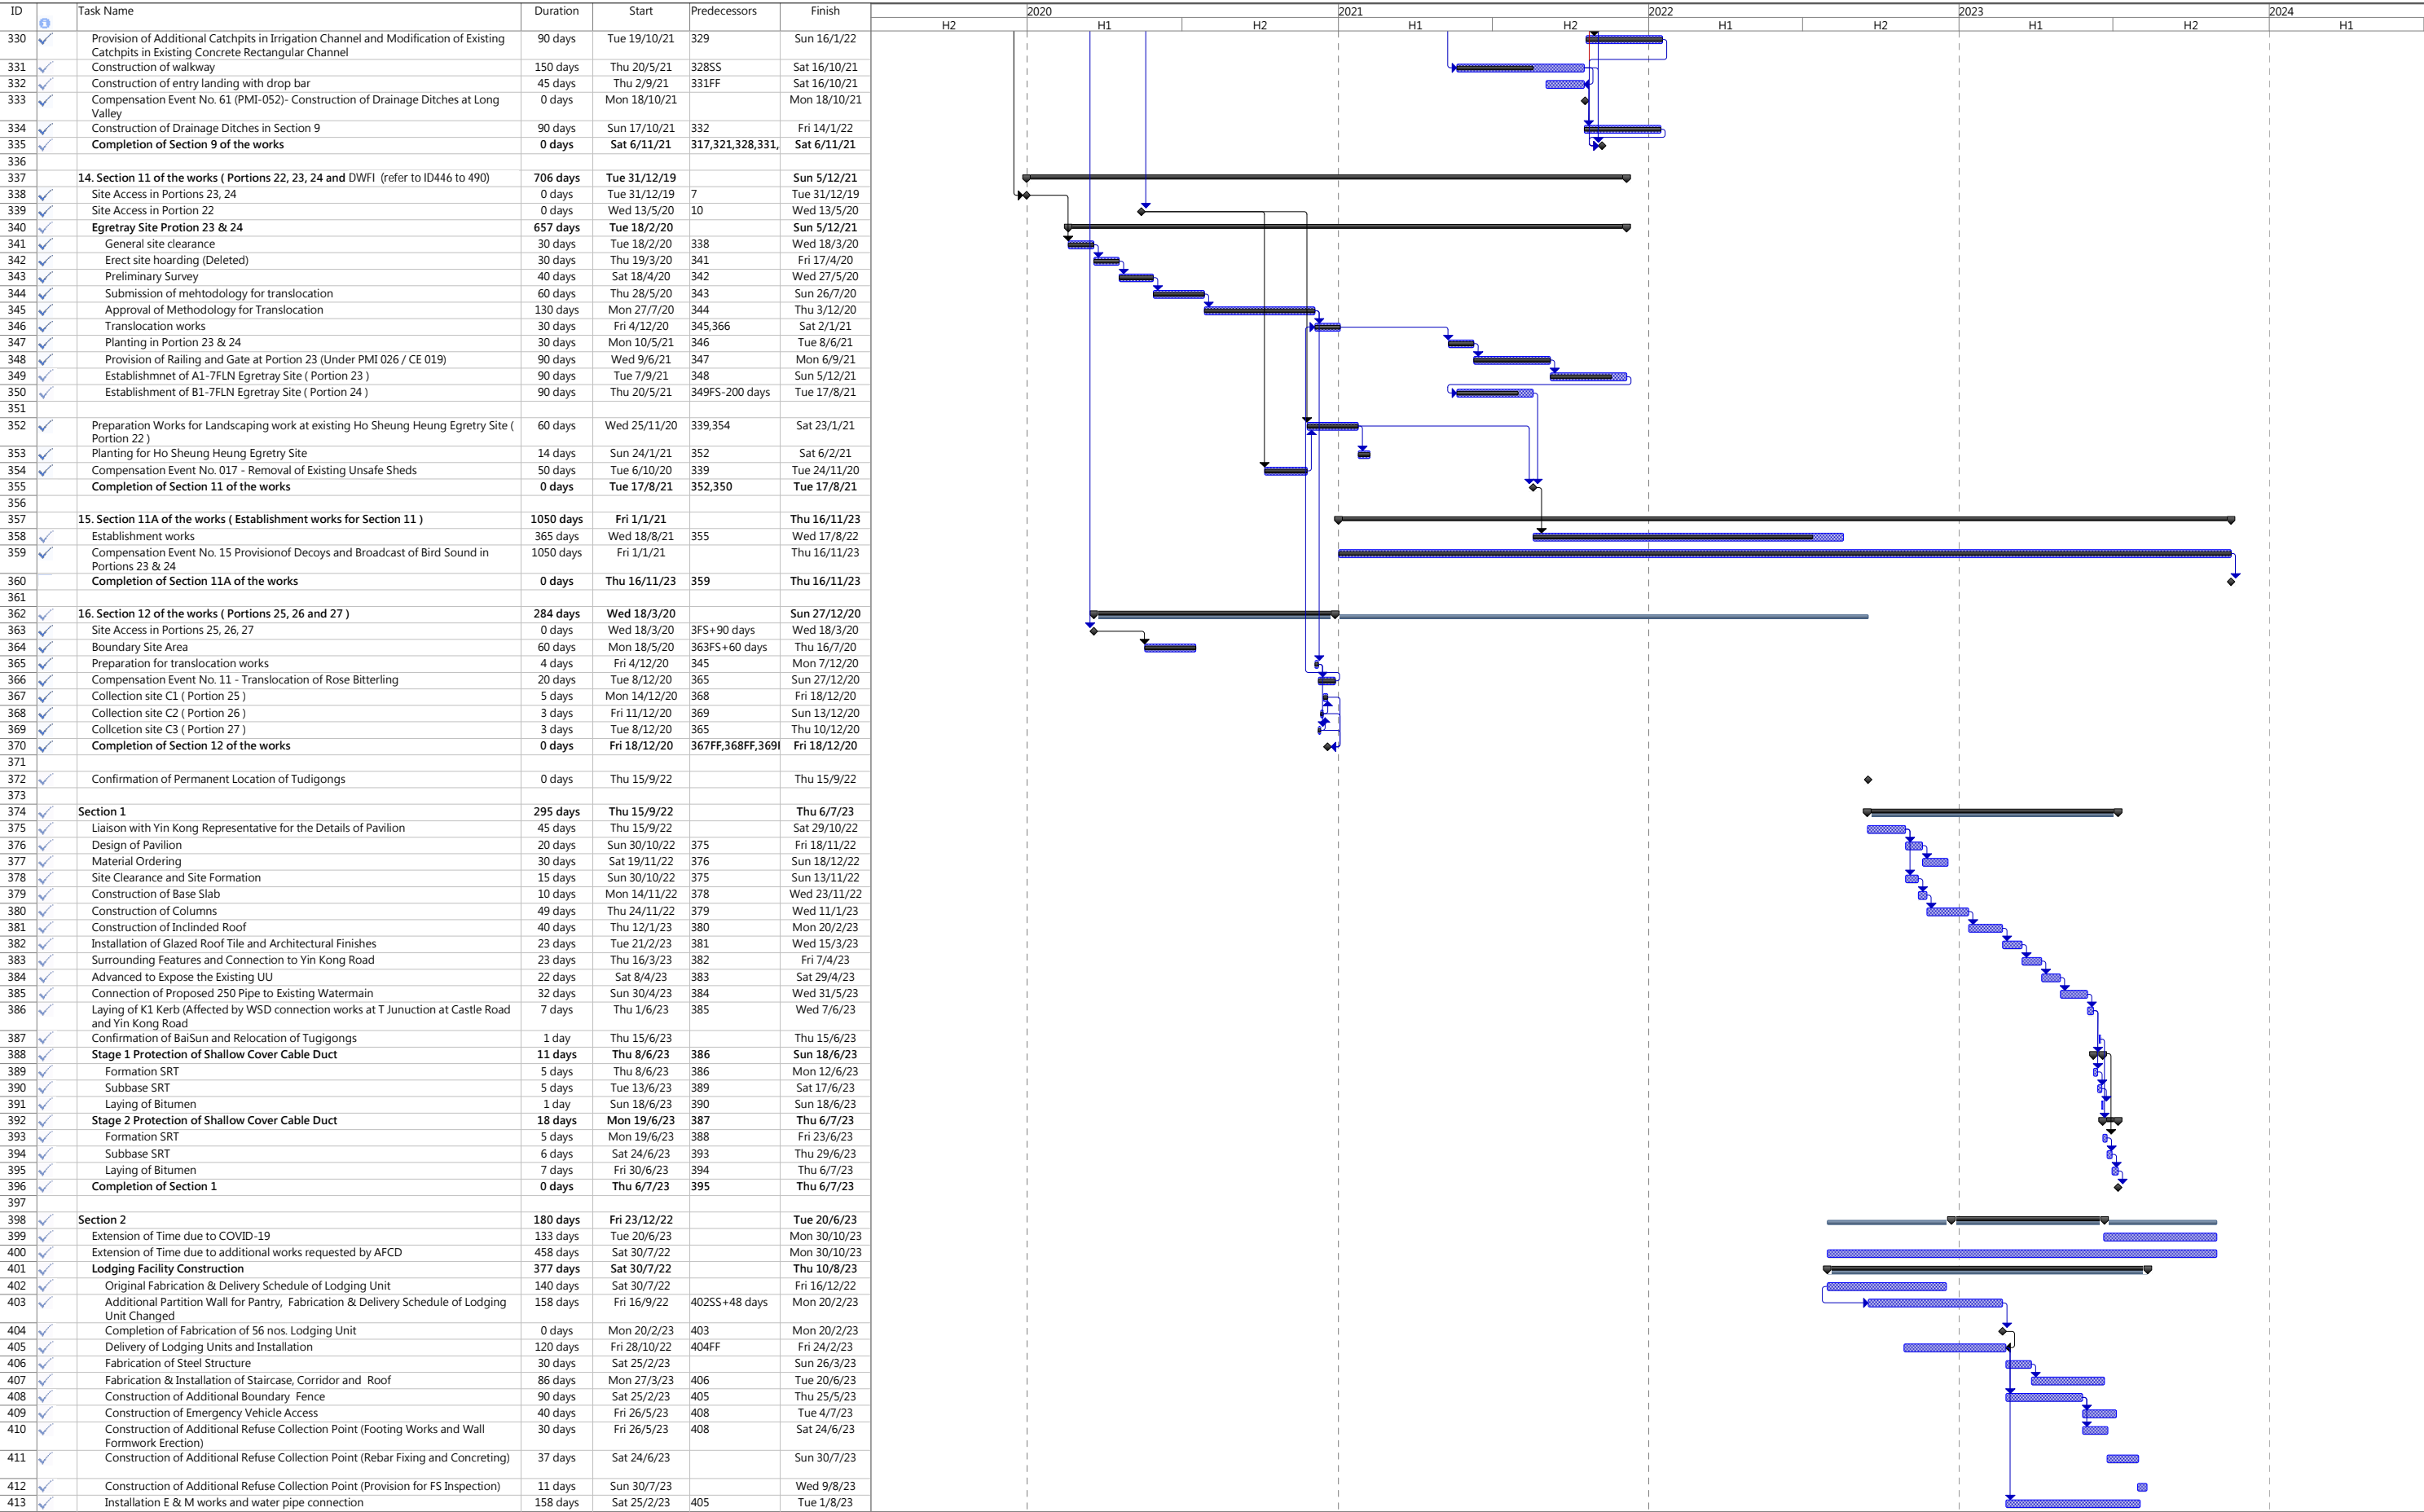 ID Task Name Duration Start Predecessors Finish 2020 2021 2022 2023 2024
H2 H1 H2 H1 H2 H1 H2 H1 H2 H1
330 Provision of Additional Catchpits in Irrigation Channel and Modification of Existing 90 days Tue 19/10/21 329 Sun 16/1/22
Catchpits in Existing Concrete Rectangular Channel
331 Construction of walkway 150 days Thu 20/5/21 328SS Sat 16/10/21
332 Construction of entry landing with drop bar 45 days Thu 2/9/21 331FF Sat 16/10/21
333 Compensation Event No. 61 (PMI-052)- Construction of Drainage Ditches at Long 0 days Mon 18/10/21 Mon 18/10/21
Valley
334 Construction of Drainage Ditches in Section 9 90 days Sun 17/10/21 332 Fri 14/1/22
335 Completion of Section 9 of the works 0 days Sat 6/11/21 317,321,328,331, Sat 6/11/21
336
337 14. Section 11 of the works ( Portions 22, 23, 24 and DWFI (refer to ID446 to 490) 706 days Tue 31/12/19 Sun 5/12/21
338 Site Access in Portions 23, 24 0 days Tue 31/12/19 7 Tue 31/12/19
339 Site Access in Portion 22 0 days Wed 13/5/20 10 Wed 13/5/20
340 Egretray Site Protion 23 & 24 657 days Tue 18/2/20 Sun 5/12/21
341 General site clearance 30 days Tue 18/2/20 338 Wed 18/3/20
342 Erect site hoarding (Deleted) 30 days Thu 19/3/20 341 Fri 17/4/20
343 Preliminary Survey 40 days Sat 18/4/20 342 Wed 27/5/20
344 Submission of mehtodology for translocation 60 days Thu 28/5/20 343 Sun 26/7/20
345 Approval of Methodology for Translocation 130 days Mon 27/7/20 344 Thu 3/12/20
346 Translocation works 30 days Fri 4/12/20 345,366 Sat 2/1/21
347 Planting in Portion 23 & 24 30 days Mon 10/5/21 346 Tue 8/6/21
348 Provision of Railing and Gate at Portion 23 (Under PMI 026 / CE 019) 90 days Wed 9/6/21 347 Mon 6/9/21
349 Establishmnet of A1-7FLN Egretray Site ( Portion 23 ) 90 days Tue 7/9/21 348 Sun 5/12/21
350 Establishment of B1-7FLN Egretray Site ( Portion 24 ) 90 days Thu 20/5/21 349FS-200 days Tue 17/8/21
351
352 Preparation Works for Landscaping work at existing Ho Sheung Heung Egretry Site ( 60 days Wed 25/11/20 339,354 Sat 23/1/21
Portion 22 )
353 Planting for Ho Sheung Heung Egretry Site 14 days Sun 24/1/21 352 Sat 6/2/21
354 Compensation Event No. 017 - Removal of Existing Unsafe Sheds 50 days Tue 6/10/20 339 Tue 24/11/20
355 Completion of Section 11 of the works 0 days Tue 17/8/21 352,350 Tue 17/8/21
356
357 15. Section 11A of the works ( Establishment works for Section 11 ) 1050 days Fri 1/1/21 Thu 16/11/23
358 Establishment works 365 days Wed 18/8/21 355 Wed 17/8/22
359 Compensation Event No. 15 Provisionof Decoys and Broadcast of Bird Sound in 1050 days Fri 1/1/21 Thu 16/11/23
Portions 23 & 24
360 Completion of Section 11A of the works 0 days Thu 16/11/23 359 Thu 16/11/23
361
362 16. Section 12 of the works ( Portions 25, 26 and 27 ) 284 days Wed 18/3/20 Sun 27/12/20
363 Site Access in Portions 25, 26, 27 0 days Wed 18/3/20 3FS+90 days Wed 18/3/20
364 Boundary Site Area 60 days Mon 18/5/20 363FS+60 days Thu 16/7/20
365 Preparation for translocation works 4 days Fri 4/12/20 345 Mon 7/12/20
366 Compensation Event No. 11 - Translocation of Rose Bitterling 20 days Tue 8/12/20 365 Sun 27/12/20
367 Collection site C1 ( Portion 25 ) 5 days Mon 14/12/20 368 Fri 18/12/20
368 Collection site C2 ( Portion 26 ) 3 days Fri 11/12/20 369 Sun 13/12/20
369 Collcetion site C3 ( Portion 27 ) 3 days Tue 8/12/20 365 Thu 10/12/20
370 Completion of Section 12 of the works 0 days Fri 18/12/20 367FF,368FF,369 Fri 18/12/20
371
372 Confirmation of Permanent Location of Tudigongs 0 days Thu 15/9/22 Thu 15/9/22
373
374 Section 1 295 days Thu 15/9/22 Thu 6/7/23
375 Liaison with Yin Kong Representative for the Details of Pavilion 45 days Thu 15/9/22 Sat 29/10/22
376 Design of Pavilion 20 days Sun 30/10/22 375 Fri 18/11/22
377 Material Ordering 30 days Sat 19/11/22 376 Sun 18/12/22
378 Site Clearance and Site Formation 15 days Sun 30/10/22 375 Sun 13/11/22
379 Construction of Base Slab 10 days Mon 14/11/22 378 Wed 23/11/22
380 Construction of Columns 49 days Thu 24/11/22 379 Wed 11/1/23
381 Construction of Inclinded Roof 40 days Thu 12/1/23 380 Mon 20/2/23
382 Installation of Glazed Roof Tile and Architectural Finishes 23 days Tue 21/2/23 381 Wed 15/3/23
383 Surrounding Features and Connection to Yin Kong Road 23 days Thu 16/3/23 382 Fri 7/4/23
384 Advanced to Expose the Existing UU 22 days Sat 8/4/23 383 Sat 29/4/23
385 Connection of Proposed 250 Pipe to Existing Watermain 32 days Sun 30/4/23 384 Wed 31/5/23
386 Laying of K1 Kerb (Affected by WSD connection works at T Junuction at Castle Road 7 days Thu 1/6/23 385 Wed 7/6/23
and Yin Kong Road
387 Confirmation of BaiSun and Relocation of Tugigongs 1 day Thu 15/6/23 Thu 15/6/23
388 Stage 1 Protection of Shallow Cover Cable Duct 11 days Thu 8/6/23 386 Sun 18/6/23
389 Formation SRT 5 days Thu 8/6/23 386 Mon 12/6/23
390 Subbase SRT 5 days Tue 13/6/23 389 Sat 17/6/23
391 Laying of Bitumen 1 day Sun 18/6/23 390 Sun 18/6/23
392 Stage 2 Protection of Shallow Cover Cable Duct 18 days Mon 19/6/23 387 Thu 6/7/23
393 Formation SRT 5 days Mon 19/6/23 388 Fri 23/6/23
394 Subbase SRT 6 days Sat 24/6/23 393 Thu 29/6/23
395 Laying of Bitumen 7 days Fri 30/6/23 394 Thu 6/7/23
396 Completion of Section 1 0 days Thu 6/7/23 395 Thu 6/7/23
397
398 Section 2 180 days Fri 23/12/22 Tue 20/6/23
399 Extension of Time due to COVID-19 133 days Tue 20/6/23 Mon 30/10/23
400 Extension of Time due to additional works requested by AFCD 458 days Sat 30/7/22 Mon 30/10/23
401 Lodging Facility Construction 377 days Sat 30/7/22 Thu 10/8/23
402 Original Fabrication & Delivery Schedule of Lodging Unit 140 days Sat 30/7/22 Fri 16/12/22
403 Additional Partition Wall for Pantry, Fabrication & Delivery Schedule of Lodging 158 days Fri 16/9/22 402SS+48 days Mon 20/2/23
Unit Changed
404 Completion of Fabrication of 56 nos. Lodging Unit 0 days Mon 20/2/23 403 Mon 20/2/23
405 Delivery of Lodging Units and Installation 120 days Fri 28/10/22 404FF Fri 24/2/23
406 Fabrication of Steel Structure 30 days Sat 25/2/23 Sun 26/3/23
407 Fabrication & Installation of Staircase, Corridor and Roof 86 days Mon 27/3/23 406 Tue 20/6/23
408 Construction of Additional Boundary Fence 90 days Sat 25/2/23 405 Thu 25/5/23
409 Construction of Emergency Vehicle Access 40 days Fri 26/5/23 408 Tue 4/7/23
410 Construction of Additional Refuse Collection Point (Footing Works and Wall 30 days Fri 26/5/23 408 Sat 24/6/23
Formwork Erection)
411 Construction of Additional Refuse Collection Point (Rebar Fixing and Concreting) 37 days Sat 24/6/23 Sun 30/7/23
412 Construction of Additional Refuse Collection Point (Provision for FS Inspection) 11 days Sun 30/7/23 Wed 9/8/23
413 Installation E & M works and water pipe connection 158 days Sat 25/2/23 405 Tue 1/8/23